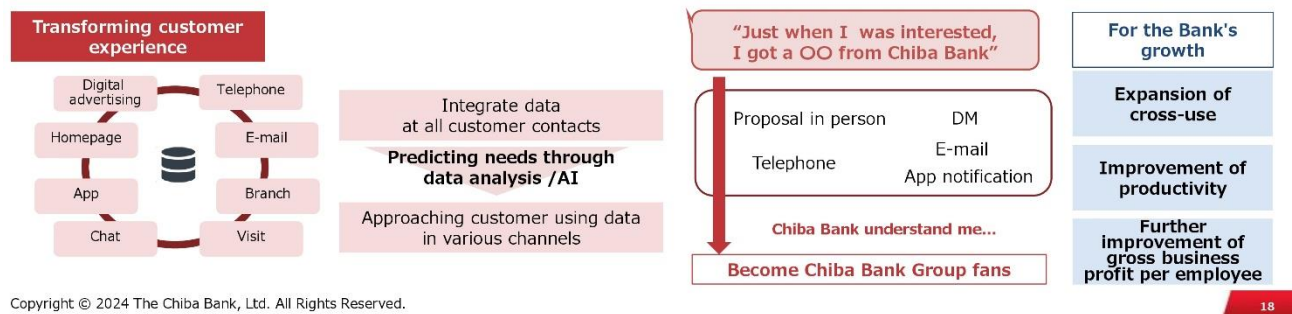 Transforming customer
experience
Digital
advertising
Telephone
Homepage
E-mail
App
Branch
Chat
Visit
Integrate data
at all customer contacts
Predicting needs through
data analysis /AI
Approaching customer using data
in various channels
“Just when I was interested,
I got a 〇〇 from Chiba Bank”
Proposal in person
DM
Telephone
E-mail
App notification
Chiba Bank understand me...
Become Chiba Bank Group fans
For the Bank's
growth
Expansion of
cross-use
Improvement of
productivity
Further
improvement of
gross business
profit per employee
Copyright © 2024 The Chiba Bank, Ltd. All Rights Reserved.
18